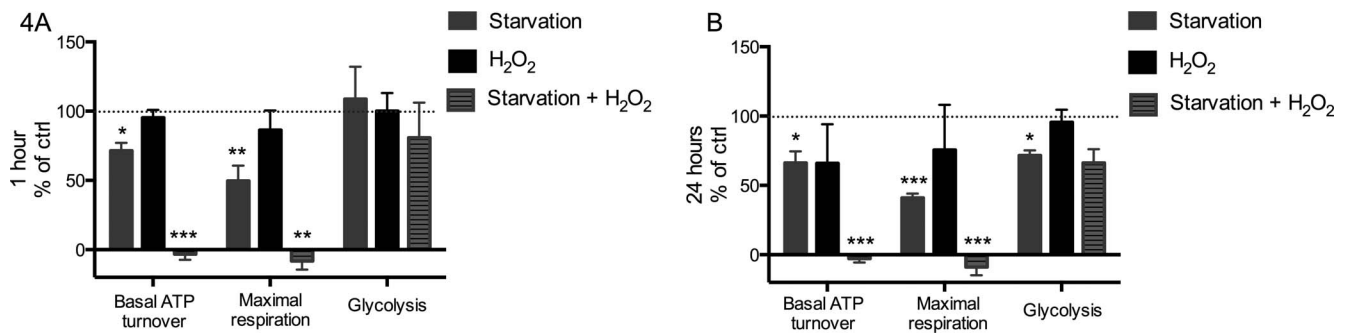 4A
Starvation
H₂O₂
Starvation + H₂O₂
150
100
50
0
1 hour
% of ctrl
*
***
**
**
Basal ATP
turnover
Maximal
respiration
Glycolysis
B
Starvation
H₂O₂
Starvation + H₂O₂
150
100
50
0
24 hours
% of ctrl
*
***
***
***
*
Basal ATP
turnover
Maximal
respiration
Glycolysis